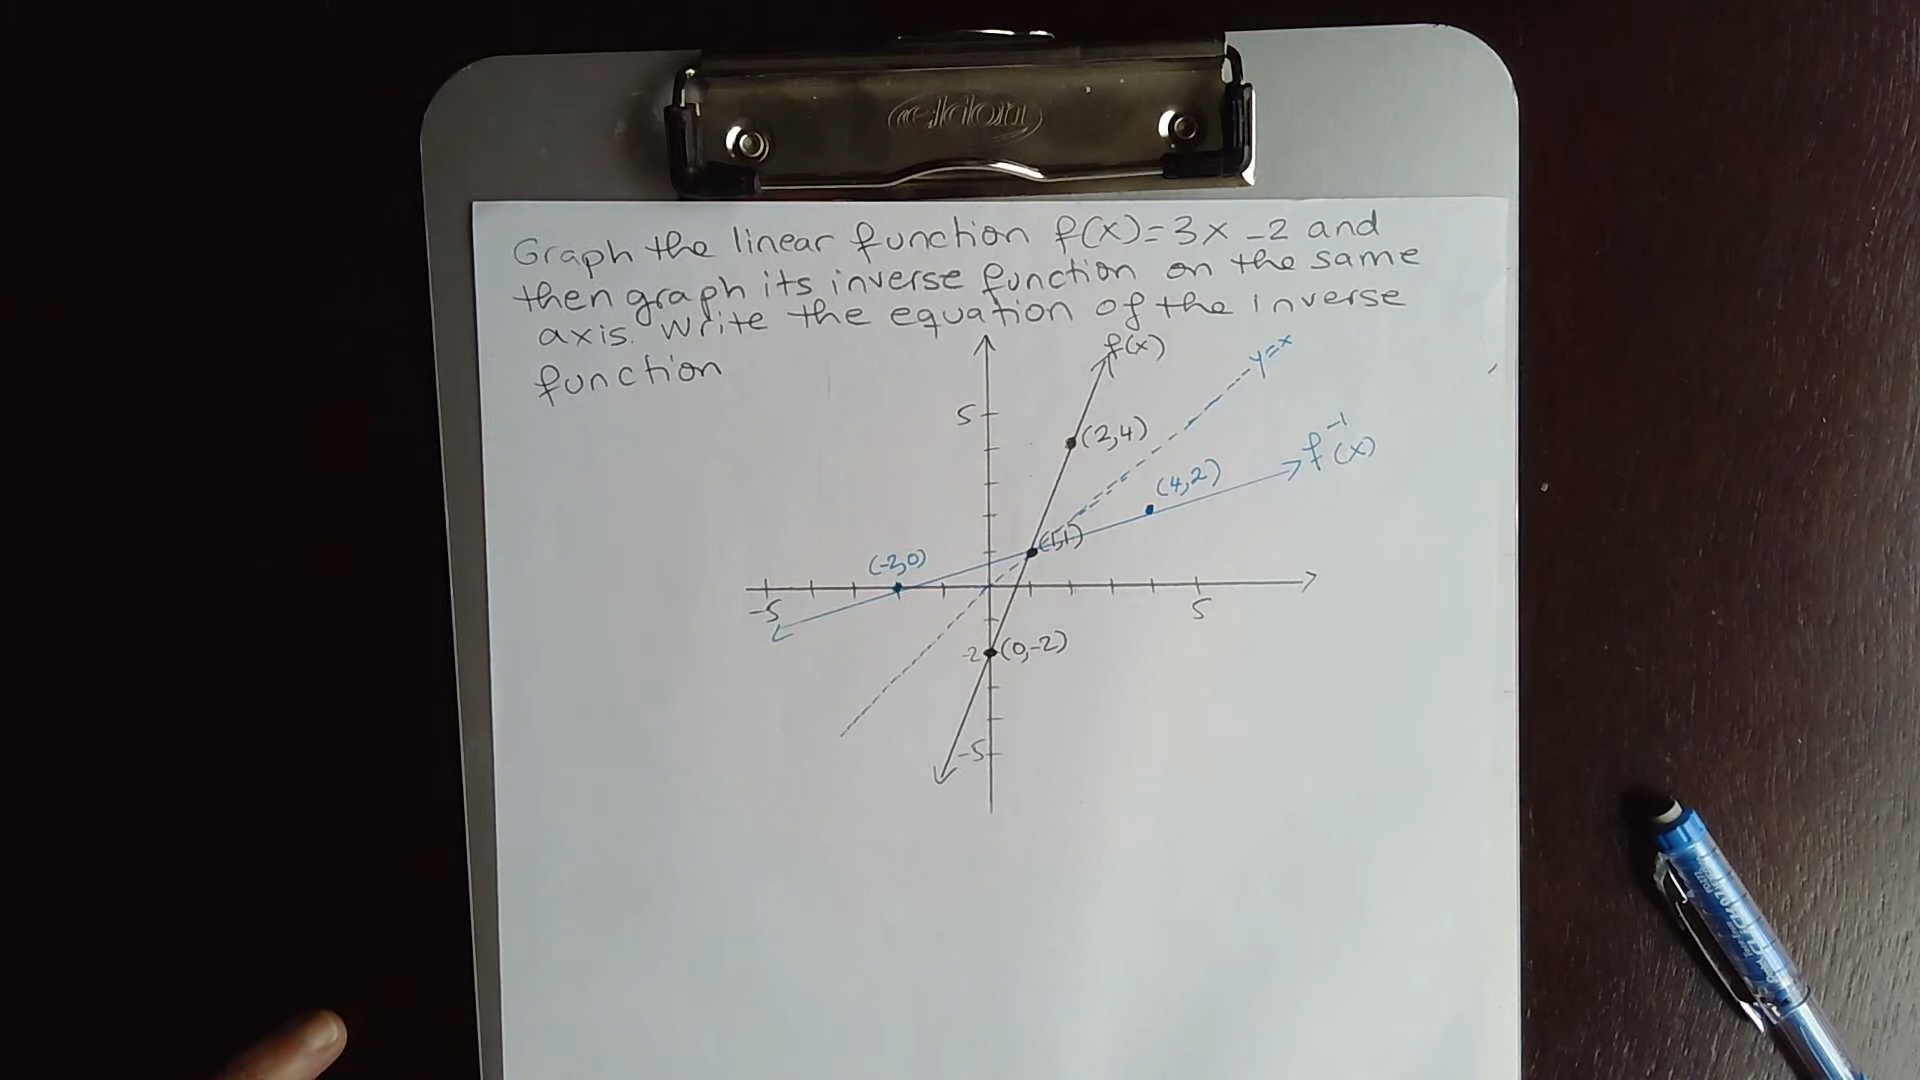 eldon
Graph the linear function f(x)=3x -2 and
then graph its inverse function on the same
axis. Write the equation of the inverse
function
f(x)
y=x
5
(2,4)
f⁻¹(x)
(4,2)
(1,1)
(-2,0)
-5
5
-2
(0,-2)
-5